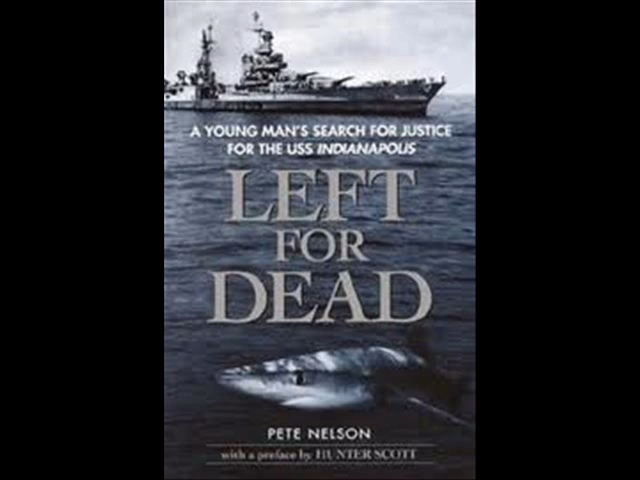 A YOUNG MAN'S SEARCH FOR JUSTICE
FOR THE USS INDIANAPOLIS
LEFT
FOR
DEAD
PETE NELSON
with a preface by HUNTER SCOTT